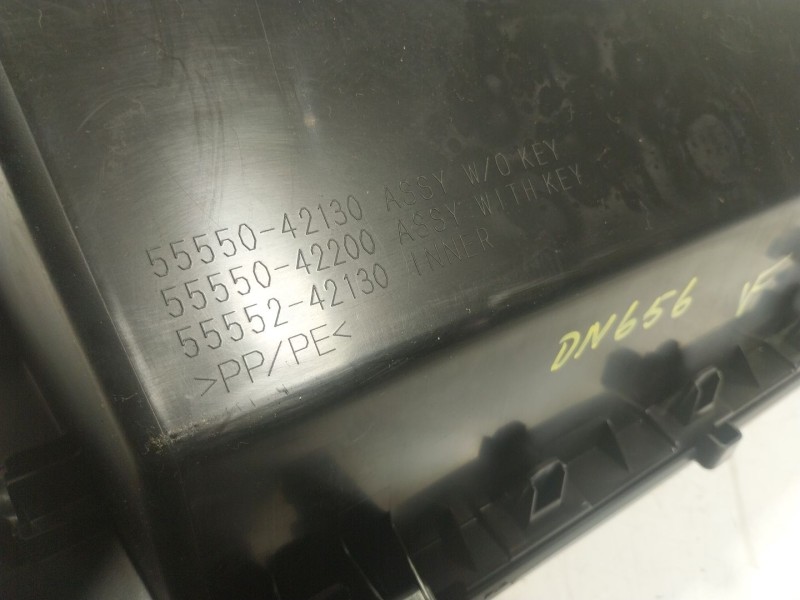 55550-42130 ASSY W/O KEY
55550-42200 ASSY WITH KEY
55552-42130 INNER
>PP/PE<
DN656